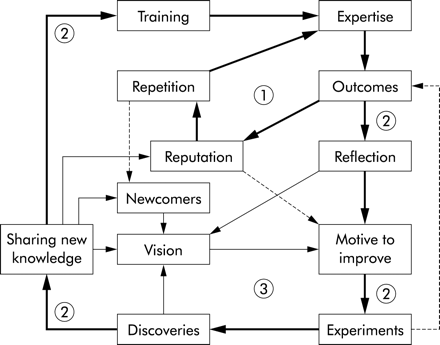 ② Training Expertise
Repetition ① Outcomes
②
Reputation Reflection
Newcomers
Sharing new
knowledge
Vision
Motive to
improve
③ ②
② Discoveries Experiments